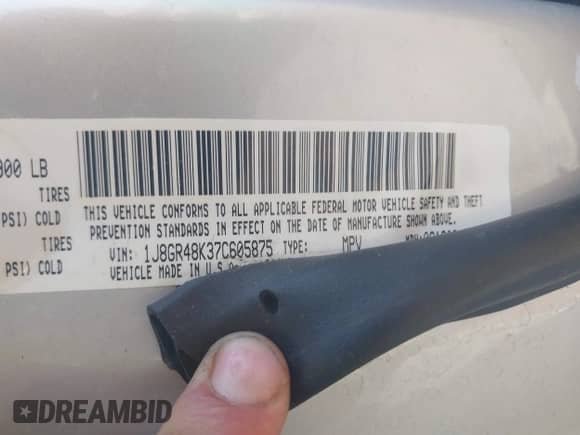 000 LB
TIRES
PSI) COLD
TIRES
PSI) COLD
THIS VEHICLE CONFORMS TO ALL APPLICABLE FEDERAL MOTOR VEHICLE SAFETY AND THEFT
PREVENTION STANDARDS IN EFFECT ON THE DATE OF MANUFACTURE SHOWN ABOVE.
VIN: 1J8GR48K37C605875 TYPE: MPV
VEHICLE MADE IN U.S
DREAMBID